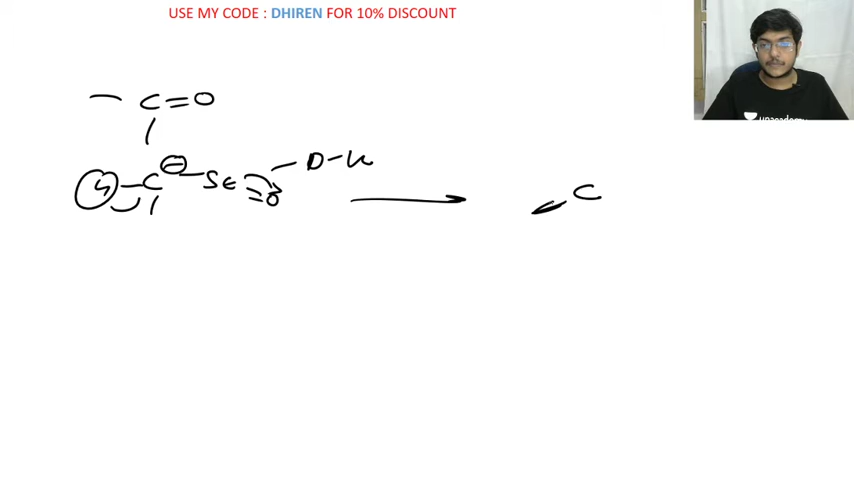 USE MY CODE : DHIREN FOR 10% DISCOUNT
— C=O
C
⊖
Se
=O
C